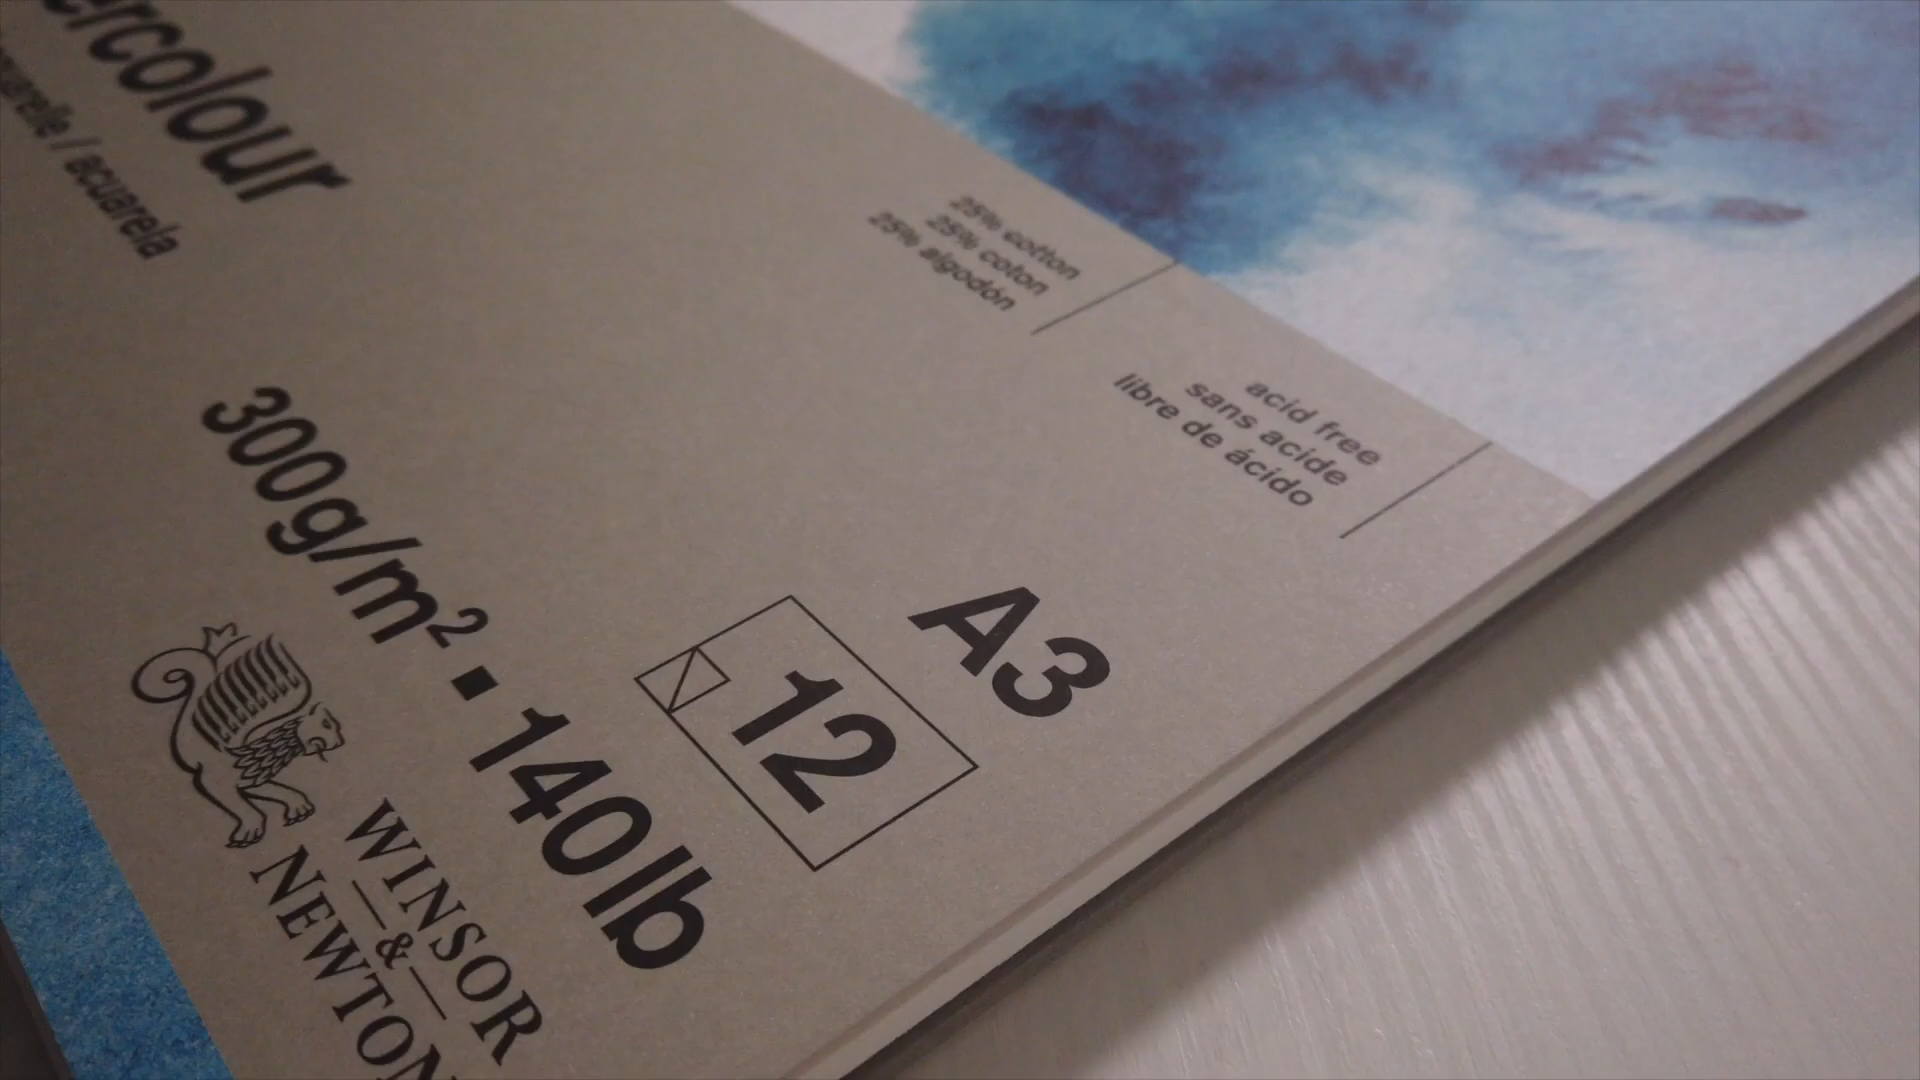 ercolour
/ acuarela
25% cotton
25% coton
25% algodón
acid free
sans acide
libre de ácido
300g/m² ▪ 140lb
12
A3
WINSOR
&
NEWTON